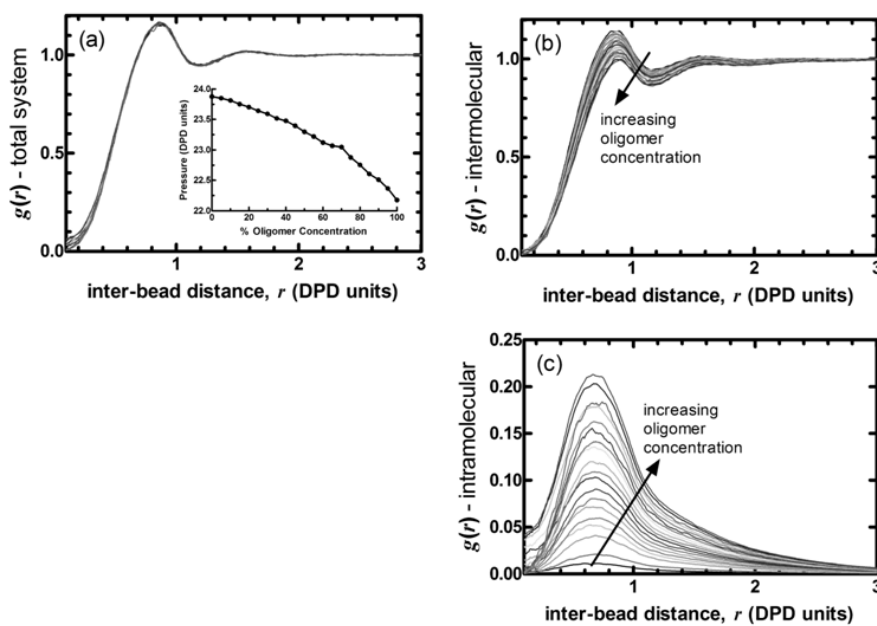 (a)
g(r) - total system
1.0
0.5
0.0
1
2
3
inter-bead distance, r (DPD units)
Pressure (DPD units)
24.0
23.5
23.0
22.5
22.0
0
20
40
60
80
100
% Oligomer Concentration
(b)
g(r) - intermolecular
1.0
0.5
0.0
increasing
oligomer
concentration
1
2
3
inter-bead distance, r (DPD units)
(c)
g(r) - intramolecular
0.25
0.20
0.15
0.10
0.05
0.00
increasing
oligomer
concentration
1
2
3
inter-bead distance, r (DPD units)